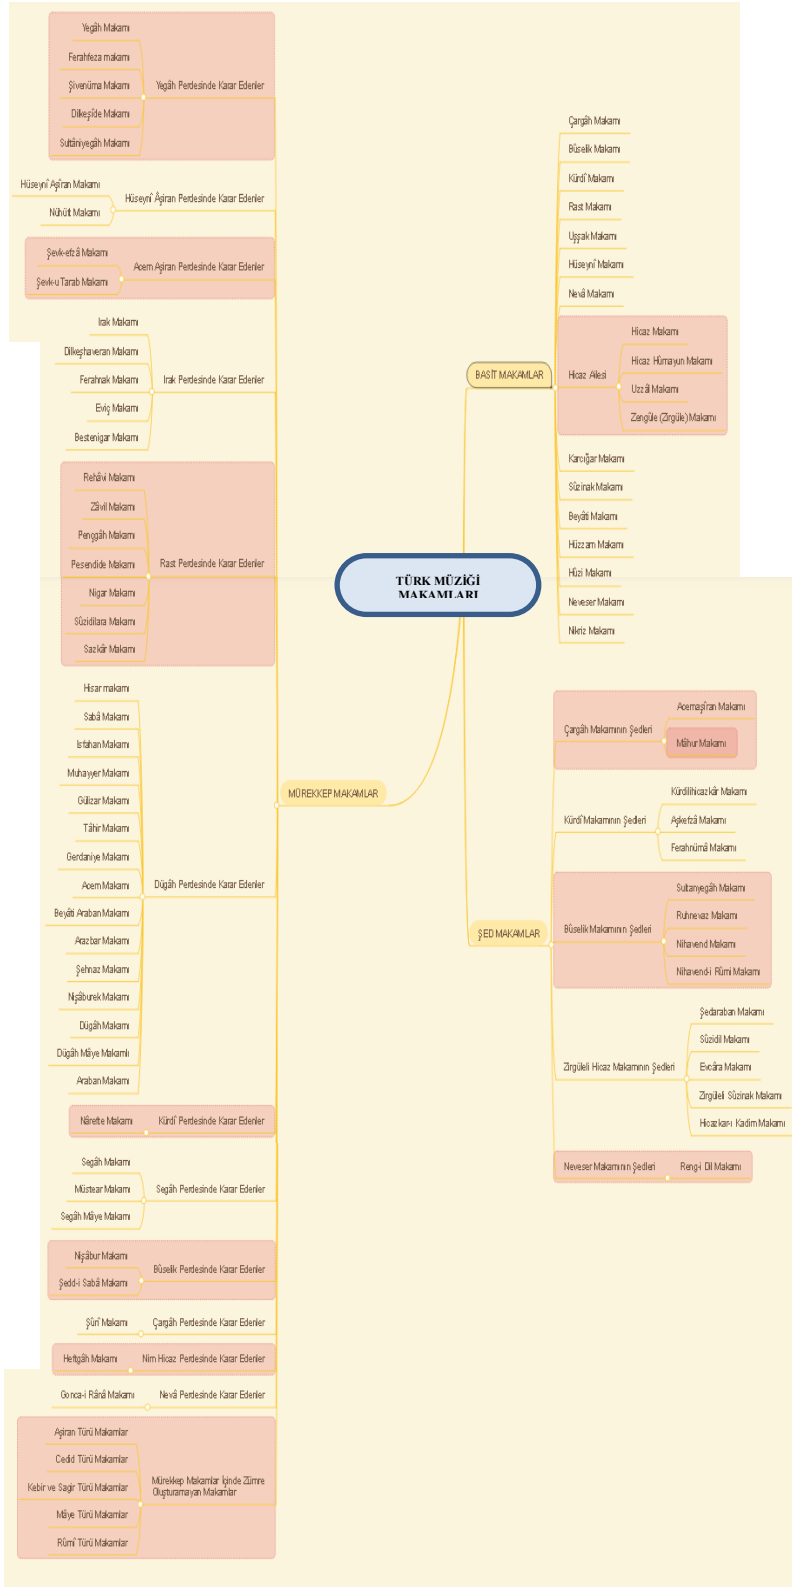 TÜRK MÜZİĞİ
MAKAMLARI
BASİT MAKAMLAR
Çargâh Makamı
Bûselik Makamı
Kürdî Makamı
Rast Makamı
Uşşak Makamı
Hüseynî Makamı
Nevâ Makamı
Hicaz Ailesi
Hicaz Makamı
Hicaz Hümayun Makamı
Uzzâl Makamı
Zengûle (Zirgüle) Makamı
Karcığar Makamı
Sûzinak Makamı
Beyâti Makamı
Hüzzam Makamı
Hûzi Makamı
Neveser Makamı
Nikriz Makamı
ŞED MAKAMLAR
Çargâh Makamının Şedleri
Acemaşîran Makamı
Mâhur Makamı
Kürdî Makamının Şedleri
Kürdilihicazkâr Makamı
Aşkefzâ Makamı
Ferahnümâ Makamı
Bûselik Makamının Şedleri
Sultanyegâh Makamı
Ruhnevaz Makamı
Nihavend Makamı
Nihavend-i Rûmi Makamı
Zirgüleli Hicaz Makamının Şedleri
Şedaraban Makamı
Sûzidil Makamı
Evcâra Makamı
Zirgüleli Sûzinak Makamı
Hicazkar-ı Kadim Makamı
Neveser Makamının Şedleri
Reng-i Dil Makamı
MÜREKKEP MAKAMLAR
Yegâh Perdesinde Karar Edenler
Yegâh Makamı
Ferahfeza makamı
Şivenüma Makamı
Dilkeşîde Makamı
Sultâniyegâh Makamı
Hüseynî Âşiran Perdesinde Karar Edenler
Hüseynî Aşîran Makamı
Nühüft Makamı
Acem Aşiran Perdesinde Karar Edenler
Şevk-efzâ Makamı
Şevk-u Tarab Makamı
Irak Perdesinde Karar Edenler
Irak Makamı
Dilkeşhaveran Makamı
Ferahnak Makamı
Eviç Makamı
Bestenigar Makamı
Rast Perdesinde Karar Edenler
Rehâvi Makamı
Zâvil Makamı
Pençgâh Makamı
Pesendide Makamı
Nigar Makamı
Sûzidilara Makamı
Sazkâr Makamı
Dügâh Perdesinde Karar Edenler
Hisar makamı
Sabâ Makamı
Isfahan Makamı
Muhayyer Makamı
Gülizar Makamı
Tâhir Makamı
Gerdaniye Makamı
Acem Makamı
Beyâti Araban Makamı
Arazbar Makamı
Şehnaz Makamı
Nişâburek Makamı
Dügâh Makamı
Dügâh Mâye Makamlı
Araban Makamı
Kürdî Perdesinde Karar Edenler
Nârefte Makamı
Segâh Perdesinde Karar Edenler
Segâh Makamı
Müstear Makamı
Segâh Mâye Makamı
Bûselik Perdesinde Karar Edenler
Nişâbur Makamı
Şedd-i Sabâ Makamı
Çargâh Perdesinde Karar Edenler
Şûrî Makamı
Nim Hicaz Perdesinde Karar Edenler
Heftgâh Makamı
Nevâ Perdesinde Karar Edenler
Gonca-i Rânâ Makamı
Mürekkep Makamlar İçinde Zümre
Oluşturamayan Makamlar
Aşiran Türü Makamlar
Cedid Türü Makamlar
Kebir ve Sagir Türü Makamlar
Mâye Türü Makamlar
Rûmî Türü Makamlar